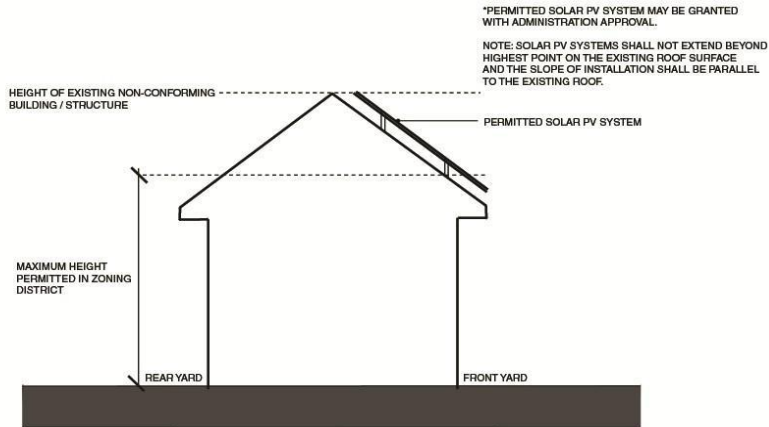 *PERMITTED SOLAR PV SYSTEM MAY BE GRANTED
WITH ADMINISTRATION APPROVAL.
NOTE: SOLAR PV SYSTEMS SHALL NOT EXTEND BEYOND
HIGHEST POINT ON THE EXISTING ROOF SURFACE
AND THE SLOPE OF INSTALLATION SHALL BE PARALLEL
TO THE EXISTING ROOF.
HEIGHT OF EXISTING NON-CONFORMING
BUILDING / STRUCTURE
PERMITTED SOLAR PV SYSTEM
MAXIMUM HEIGHT
PERMITTED IN ZONING
DISTRICT
REAR YARD
FRONT YARD